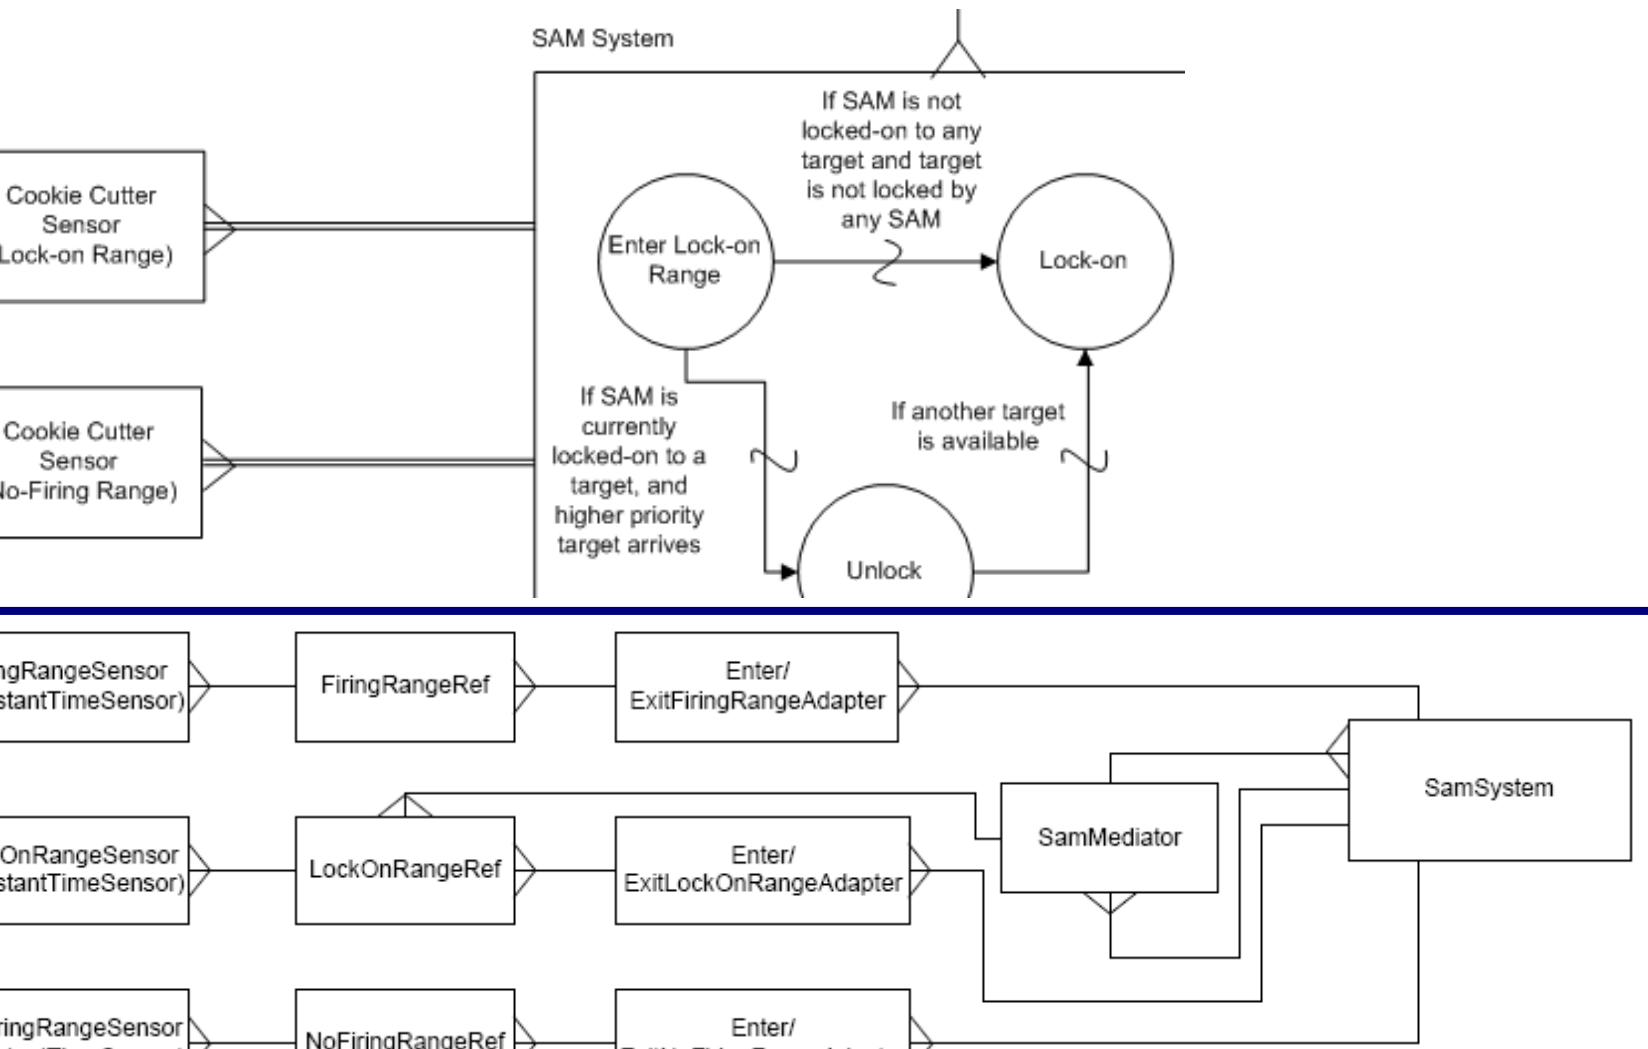 SAM System
If SAM is not
locked-on to any
target and target
is not locked by
any SAM
Cookie Cutter
Sensor
Lock-on Range)
Enter Lock-on
Range
Lock-on
Cookie Cutter
Sensor
No-Firing Range)
If SAM is
currently
locked-on to a
target, and
higher priority
target arrives
If another target
is available
Unlock
ngRangeSensor
stantTimeSensor)
FiringRangeRef
Enter/
ExitFiringRangeAdapter
SamSystem
OnRangeSensor
stantTimeSensor)
LockOnRangeRef
Enter/
ExitLockOnRangeAdapter
SamMediator
ringRangeSensor
NoFiringRangeRef
Enter/